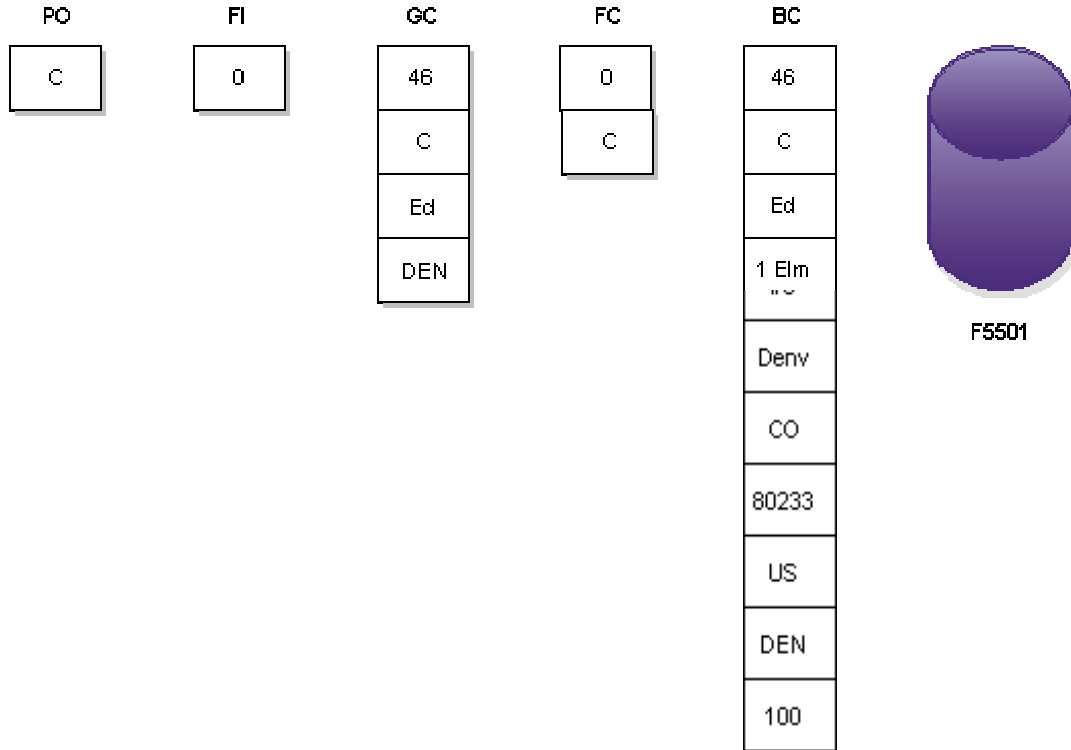 PO FI GC FC BC
C 0 46 0 46
C C C
Ed Ed
DEN 1 Elm
F5501
Denv
CO
80233
US
DEN
100